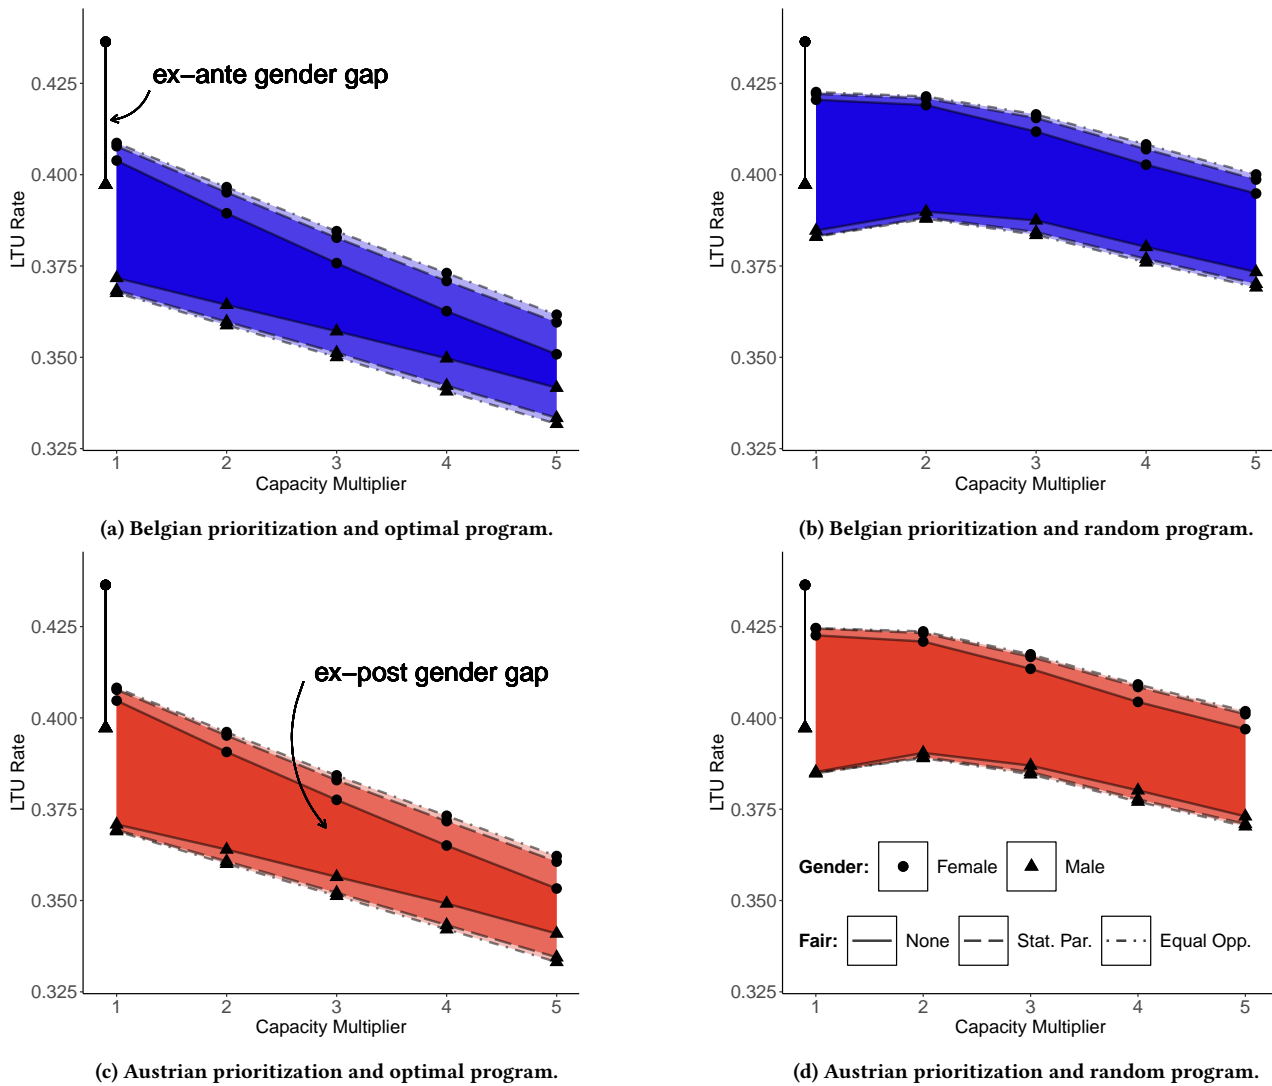 0.425
0.400
0.375
0.350
0.325
LTU Rate
ex–ante gender gap
1 2 3 4 5
Capacity Multiplier
(a) Belgian prioritization and optimal program.
0.425
0.400
0.375
0.350
0.325
LTU Rate
1 2 3 4 5
Capacity Multiplier
(b) Belgian prioritization and random program.
0.425
0.400
0.375
0.350
0.325
LTU Rate
ex–post gender gap
1 2 3 4 5
Capacity Multiplier
(c) Austrian prioritization and optimal program.
0.425
0.400
0.375
0.350
0.325
LTU Rate
Gender: Female Male
Fair: None Stat. Par. Equal Opp.
1 2 3 4 5
Capacity Multiplier
(d) Austrian prioritization and random program.